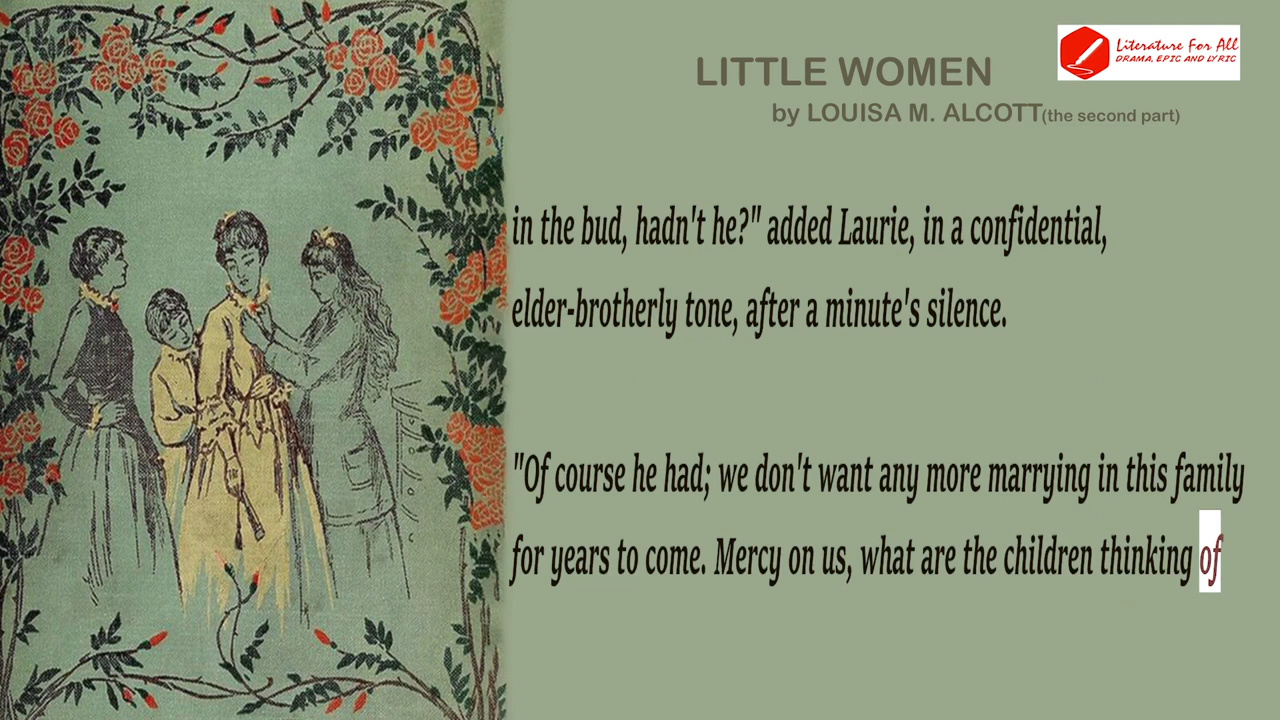 LITTLE WOMEN
by LOUISA M. ALCOTT(the second part)
Literature For All
DRAMA, EPIC AND LYRIC
in the bud, hadn't he?" added Laurie, in a confidential,
elder-brotherly tone, after a minute's silence.
"Of course he had; we don't want any more marrying in this family
for years to come. Mercy on us, what are the children thinking of